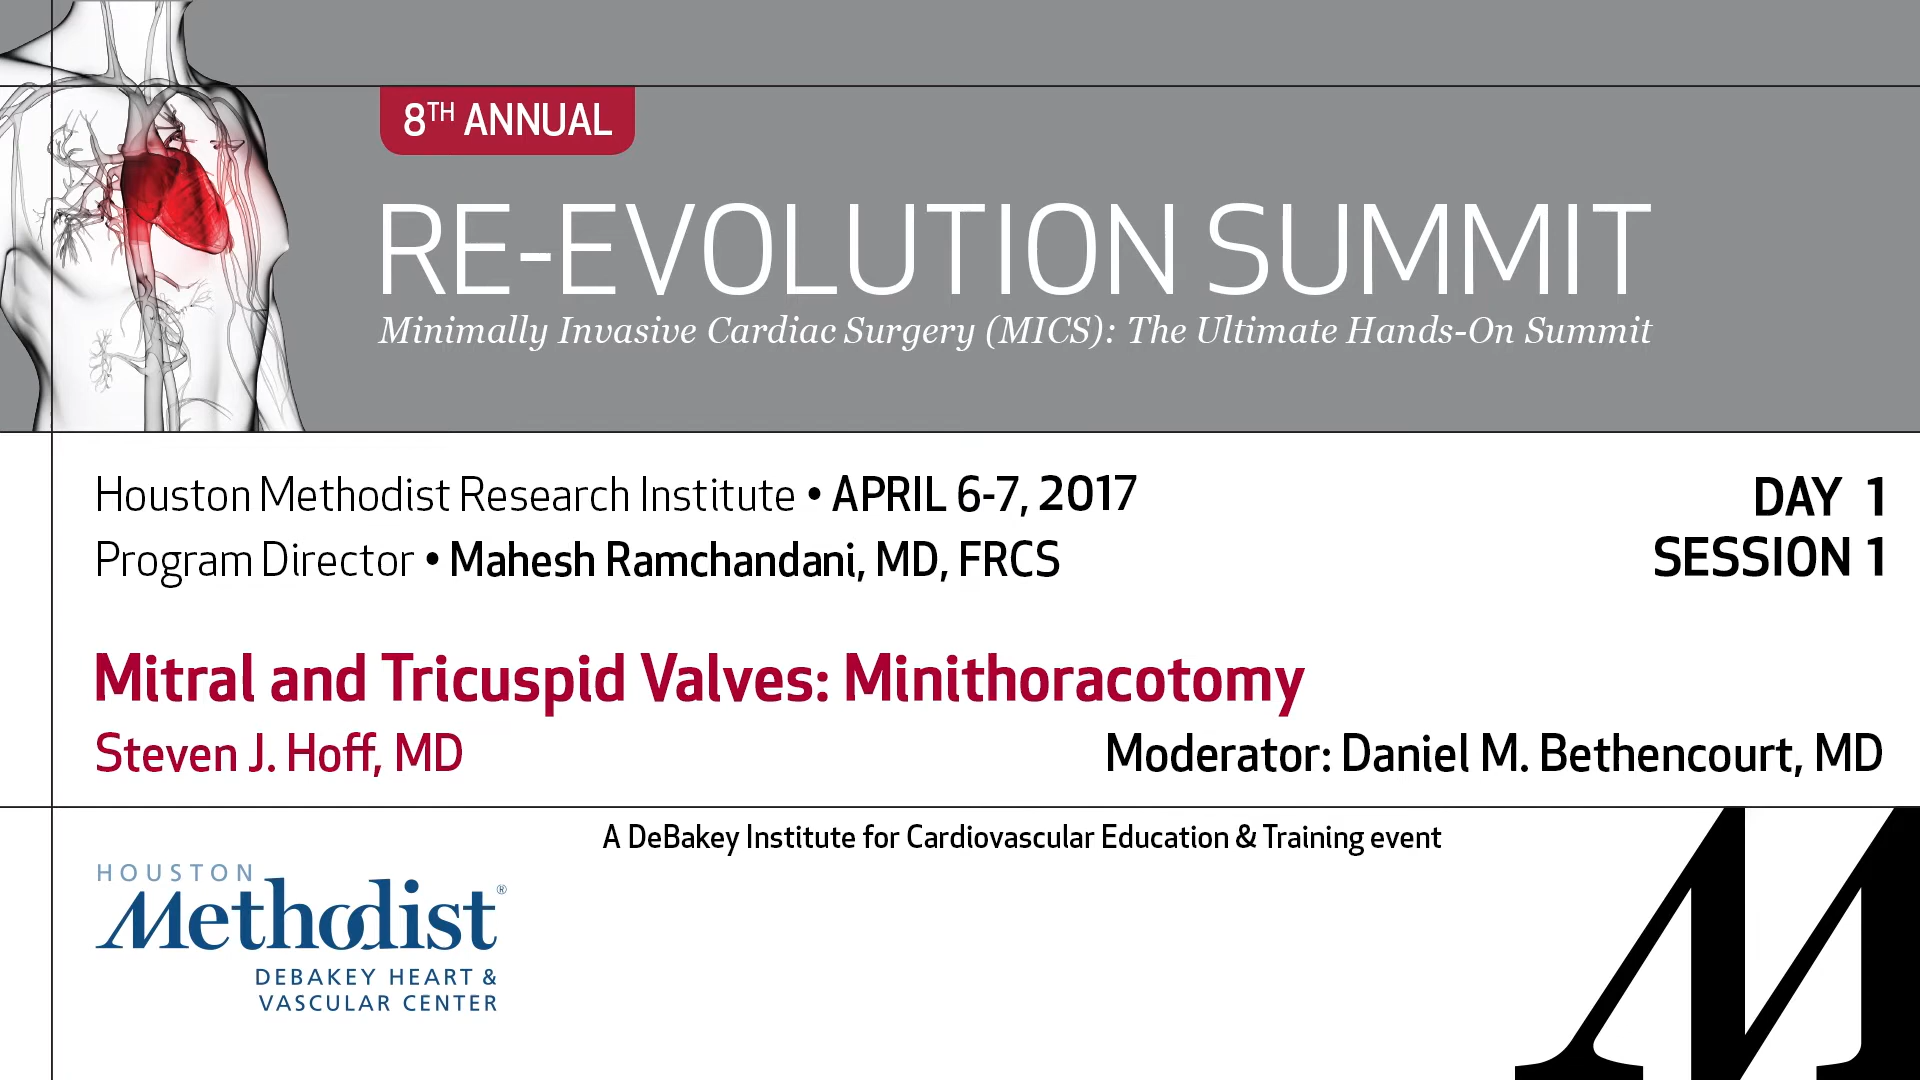 8TH ANNUAL
RE-EVOLUTION SUMMIT
Minimally Invasive Cardiac Surgery (MICS): The Ultimate Hands-On Summit
Houston Methodist Research Institute • APRIL 6-7, 2017
Program Director • Mahesh Ramchandani, MD, FRCS
DAY 1
SESSION 1
Mitral and Tricuspid Valves: Minithoracotomy
Steven J. Hoff, MD
Moderator: Daniel M. Bethencourt, MD
A DeBakey Institute for Cardiovascular Education & Training event
HOUSTON
Methodist®
DEBAKEY HEART &
VASCULAR CENTER
M